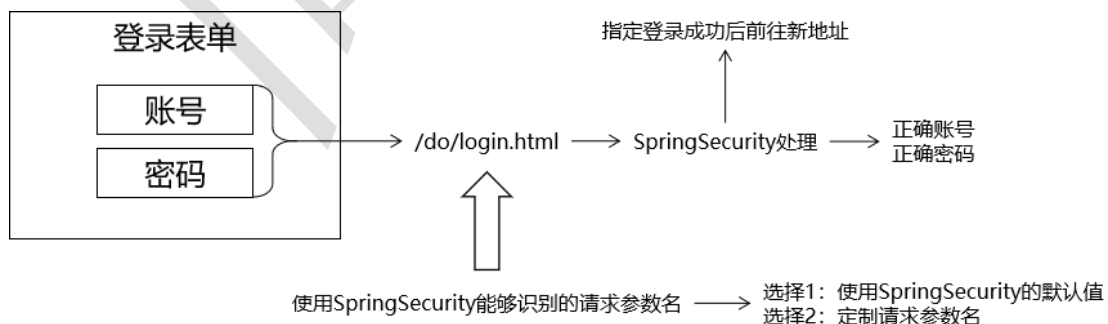 登录表单
指定登录成功后前往新地址
账号
密码
/do/login.html
SpringSecurity处理
正确账号
正确密码
使用SpringSecurity能够识别的请求参数名
选择1：使用SpringSecurity的默认值
选择2：定制请求参数名